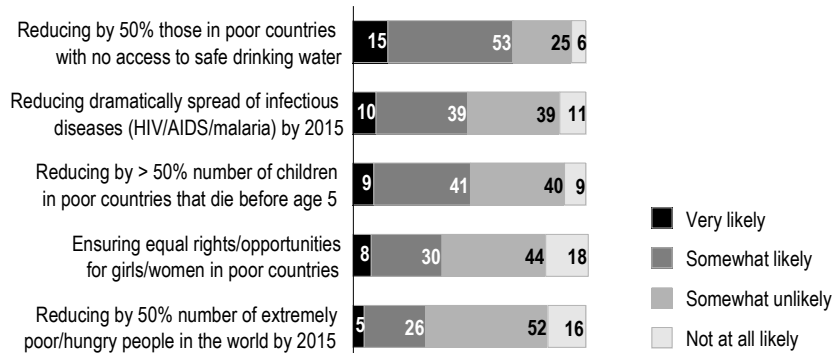 Reducing by 50% those in poor countries
with no access to safe drinking water
15 53 25 6
Reducing dramatically spread of infectious
diseases (HIV/AIDS/malaria) by 2015
10 39 39 11
Reducing by > 50% number of children
in poor countries that die before age 5
9 41 40 9
Ensuring equal rights/opportunities
for girls/women in poor countries
8 30 44 18
Reducing by 50% number of extremely
poor/hungry people in the world by 2015
5 26 52 16
Very likely
Somewhat likely
Somewhat unlikely
Not at all likely